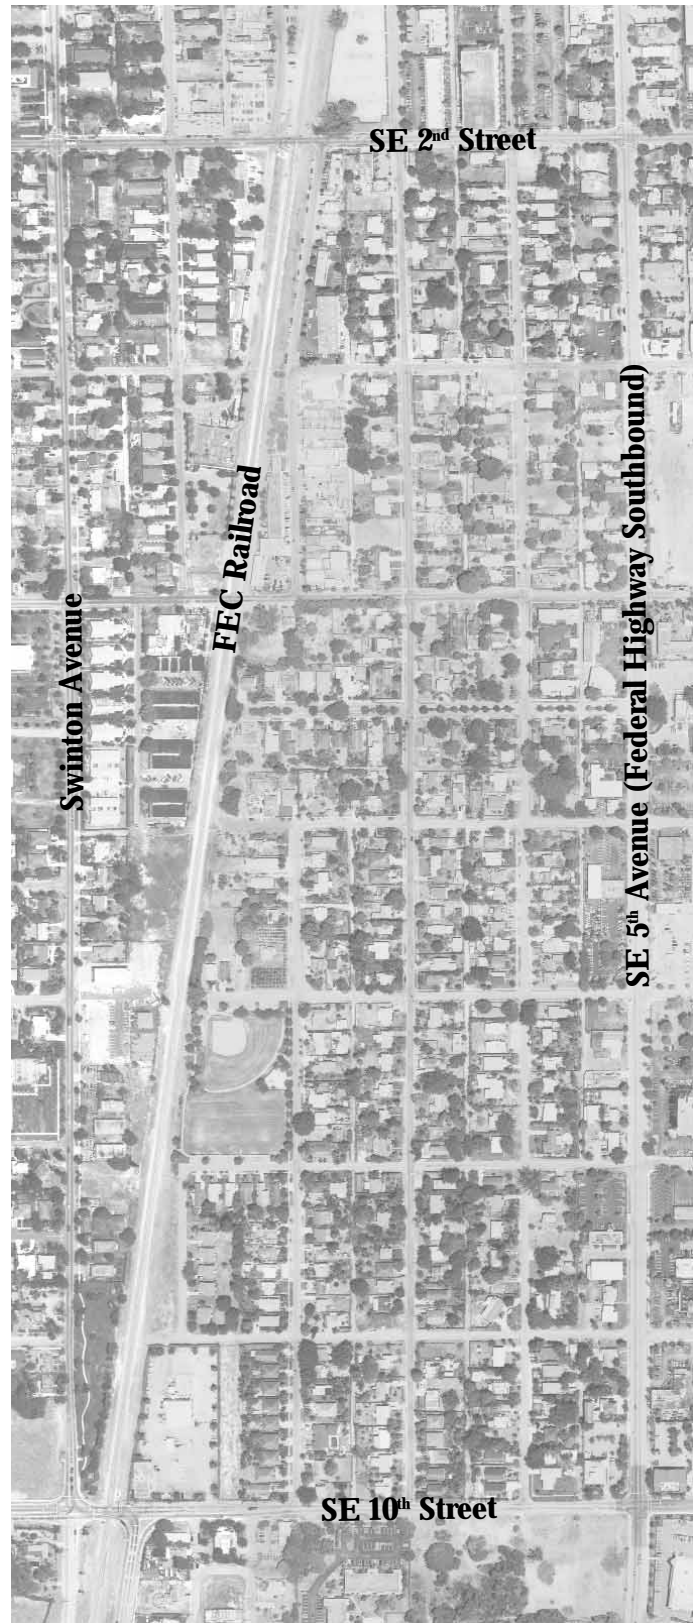 SE 2nd Street
FEC Railroad
Swinton Avenue
SE 5th Avenue (Federal Highway Southbound)
SE 10th Street